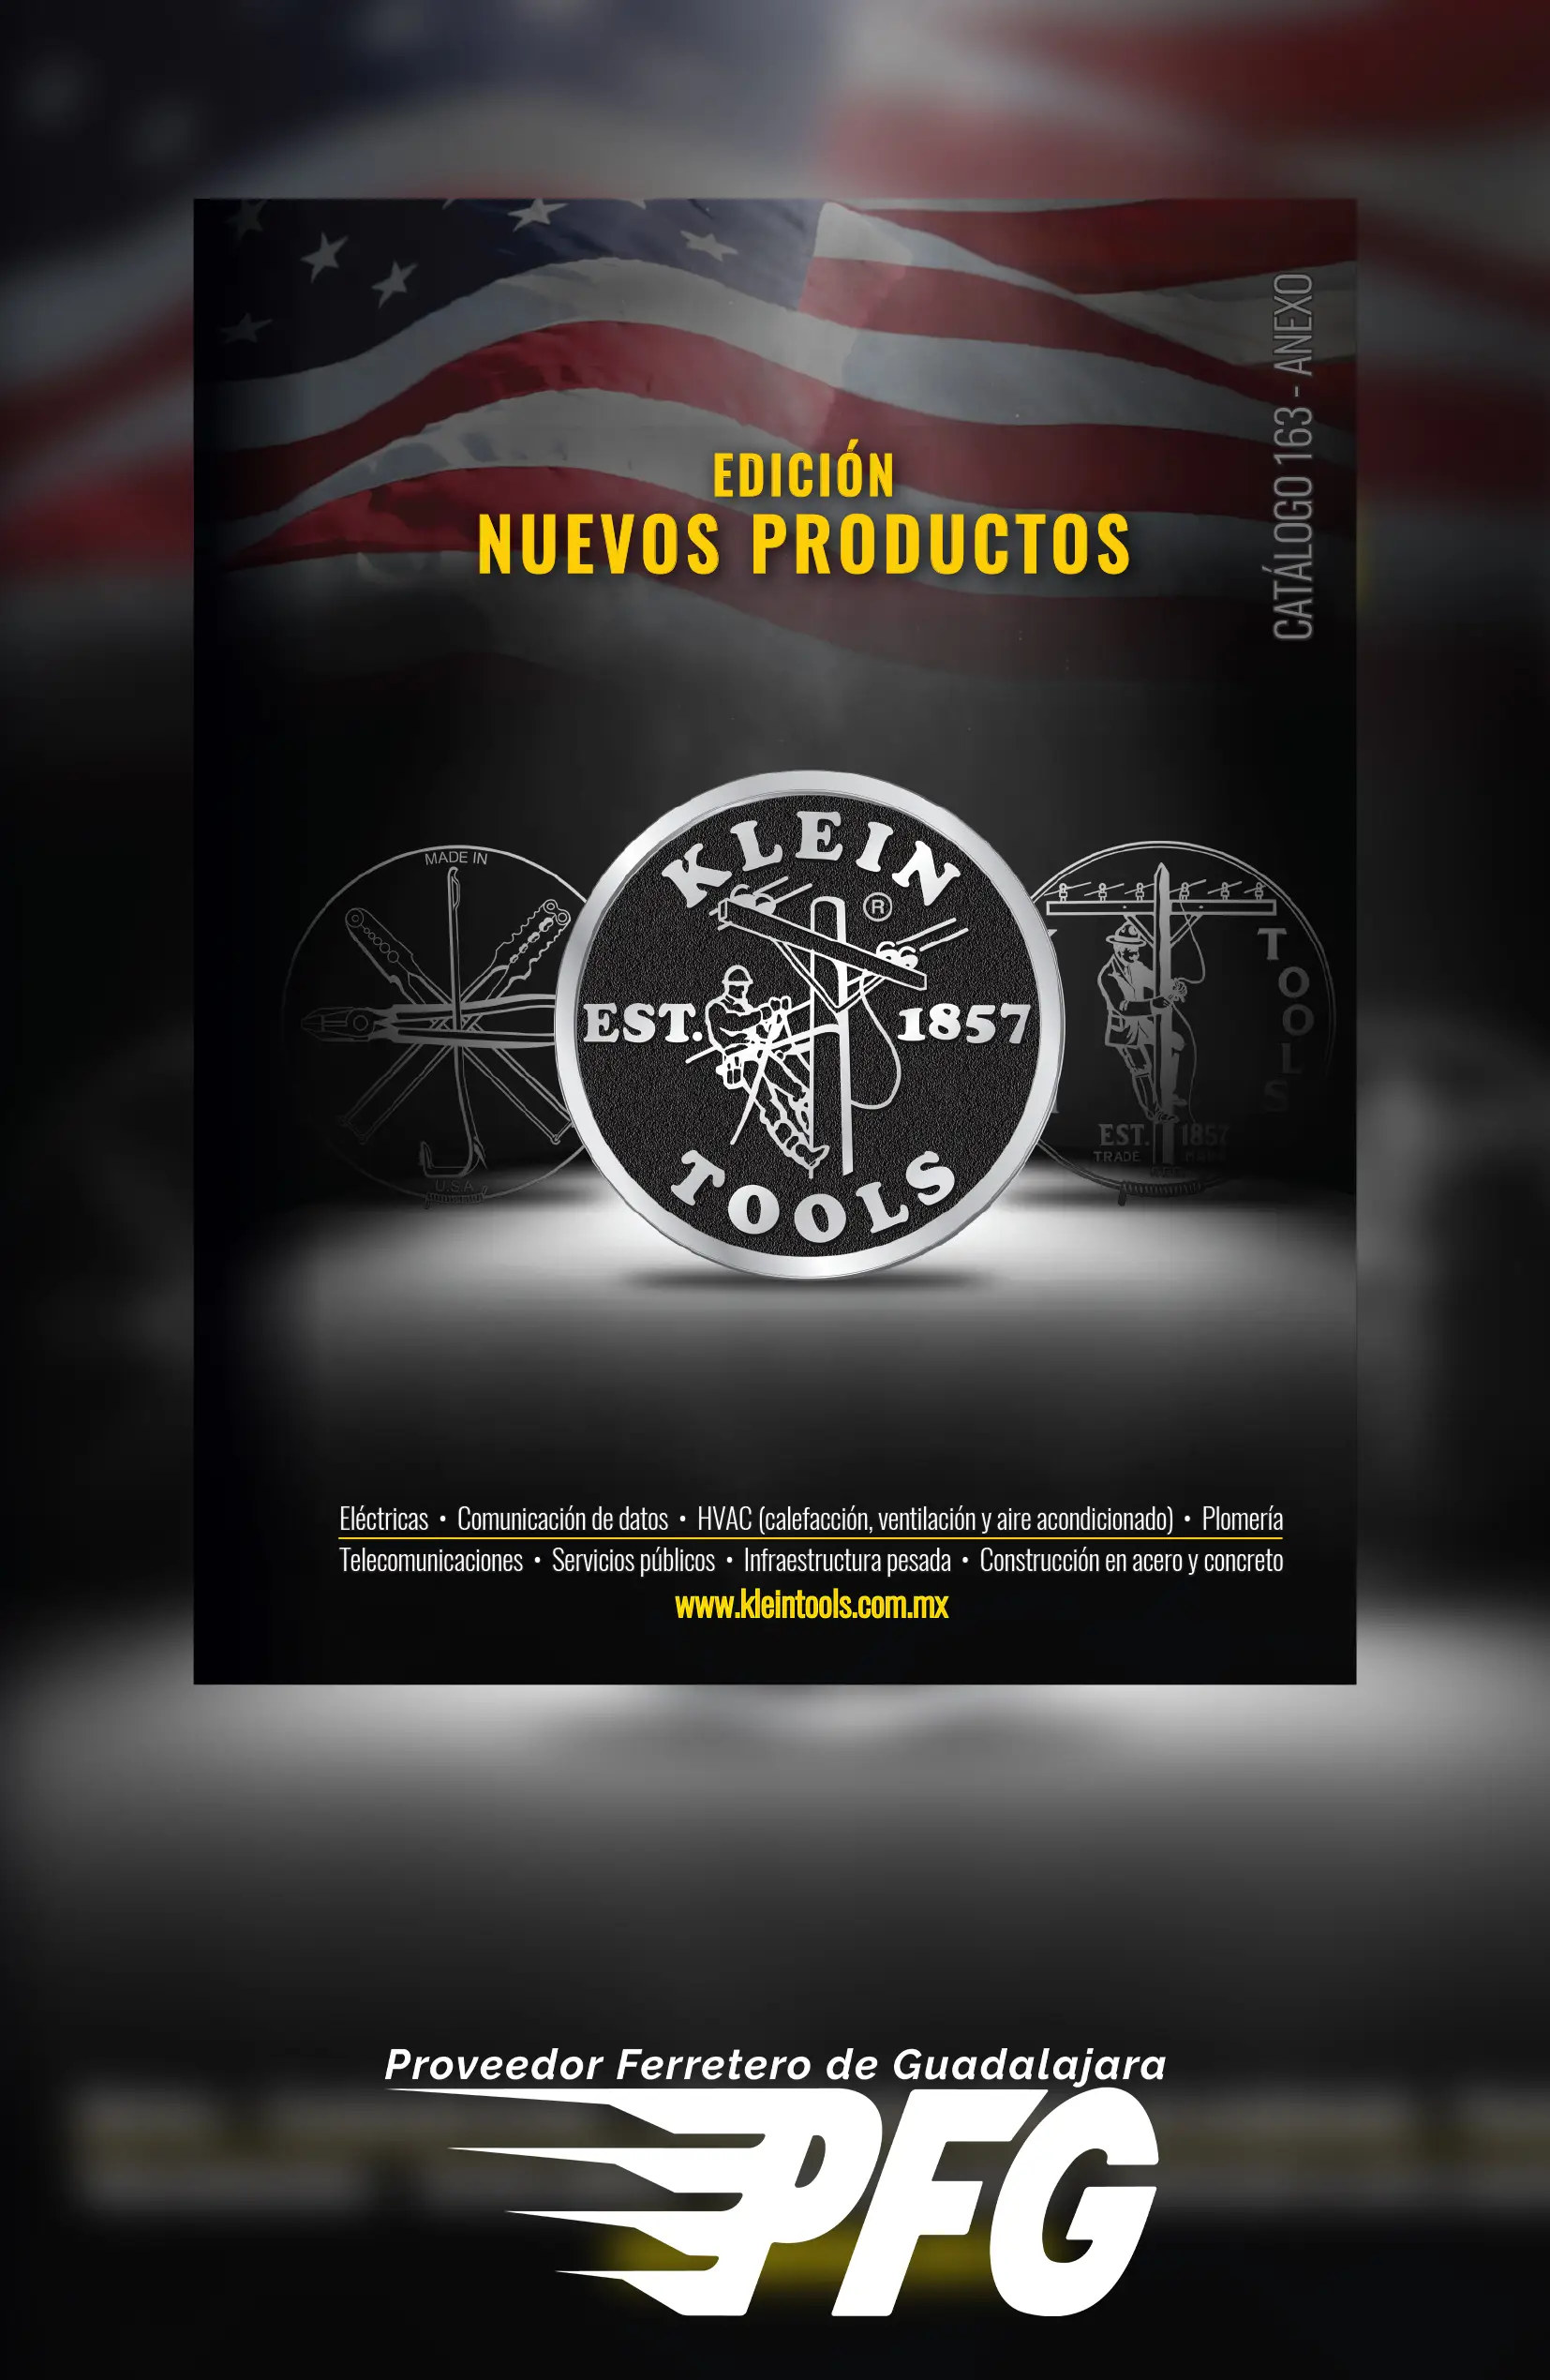 CATÁLOGO 163 - ANEXO
EDICIÓN
NUEVOS PRODUCTOS
MADE IN
U.S.A.
KLEIN
®
EST. 1857
TOOLS
TOOLS
EST. 1857
TRADE
Eléctricas • Comunicación de datos • HVAC (calefacción, ventilación y aire acondicionado) • Plomería
Telecomunicaciones • Servicios públicos • Infraestructura pesada • Construcción en acero y concreto
www.kleintools.com.mx
Proveedor Ferretero de Guadalajara
PFG